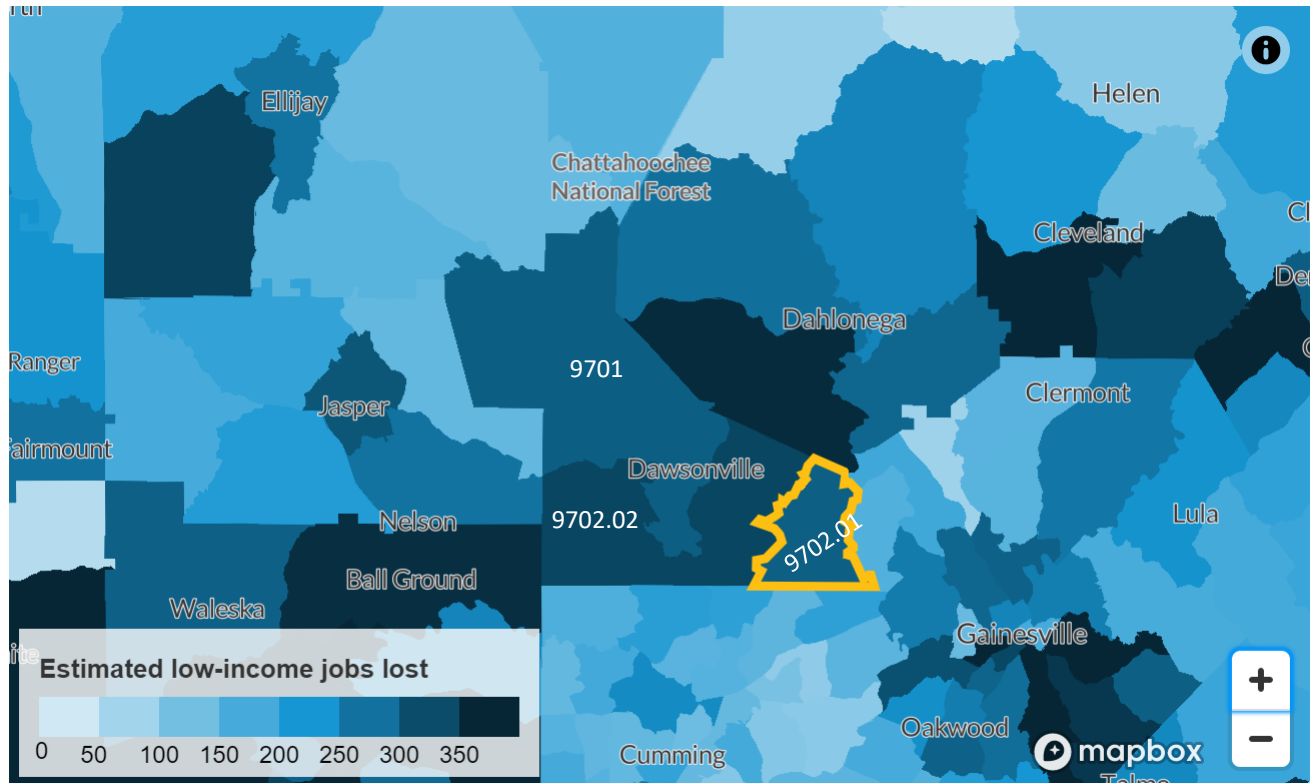 Ellijay
Helen
Chattahoochee
National Forest
Cleveland
Dahlonega
9701
Ranger
Jasper
Clermont
Fairmount
Dawsonville
9702.02
Nelson
9702.01
Lula
Ball Ground
Waleska
Gainesville
Estimated low-income jobs lost
0 50 100 150 200 250 300 350
Oakwood
Cumming
mapbox
+
−